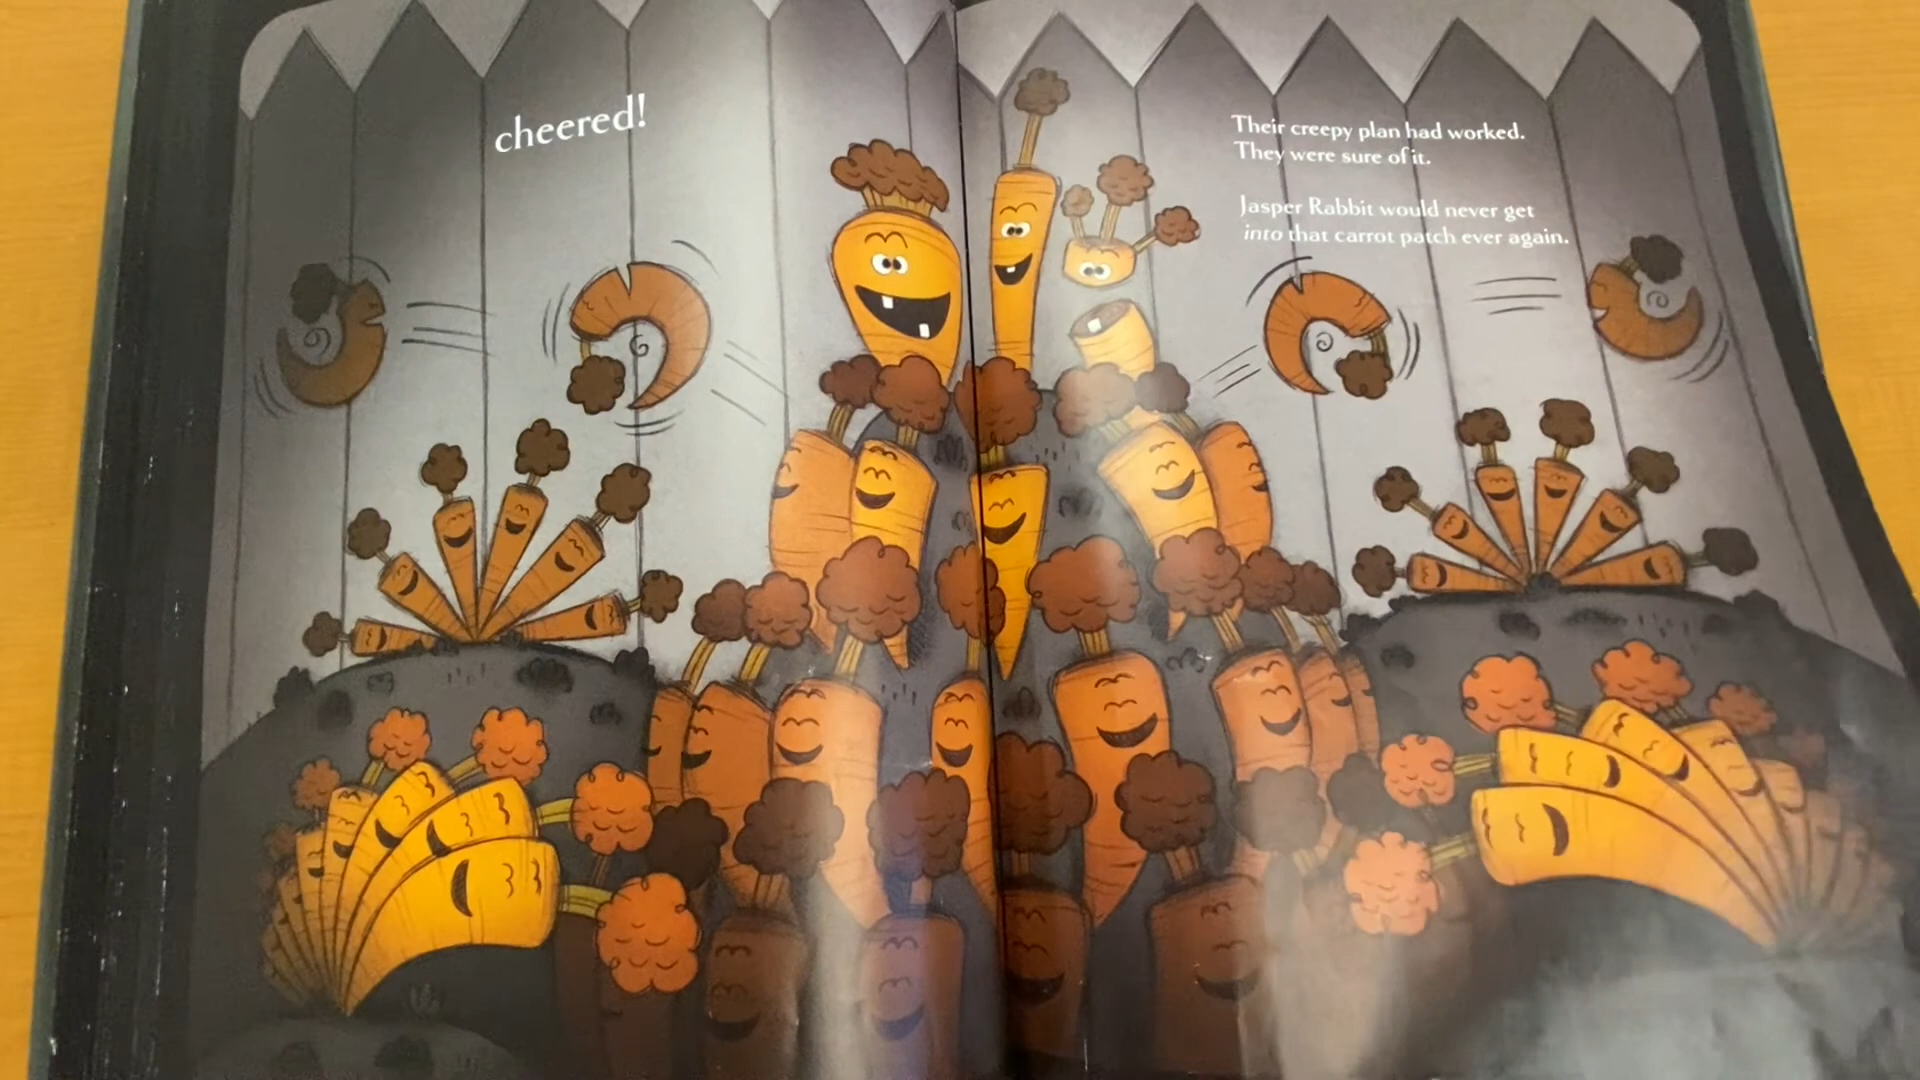 cheered!
Their creepy plan had worked.
They were sure of it.
Jasper Rabbit would never get
into that carrot patch ever again.